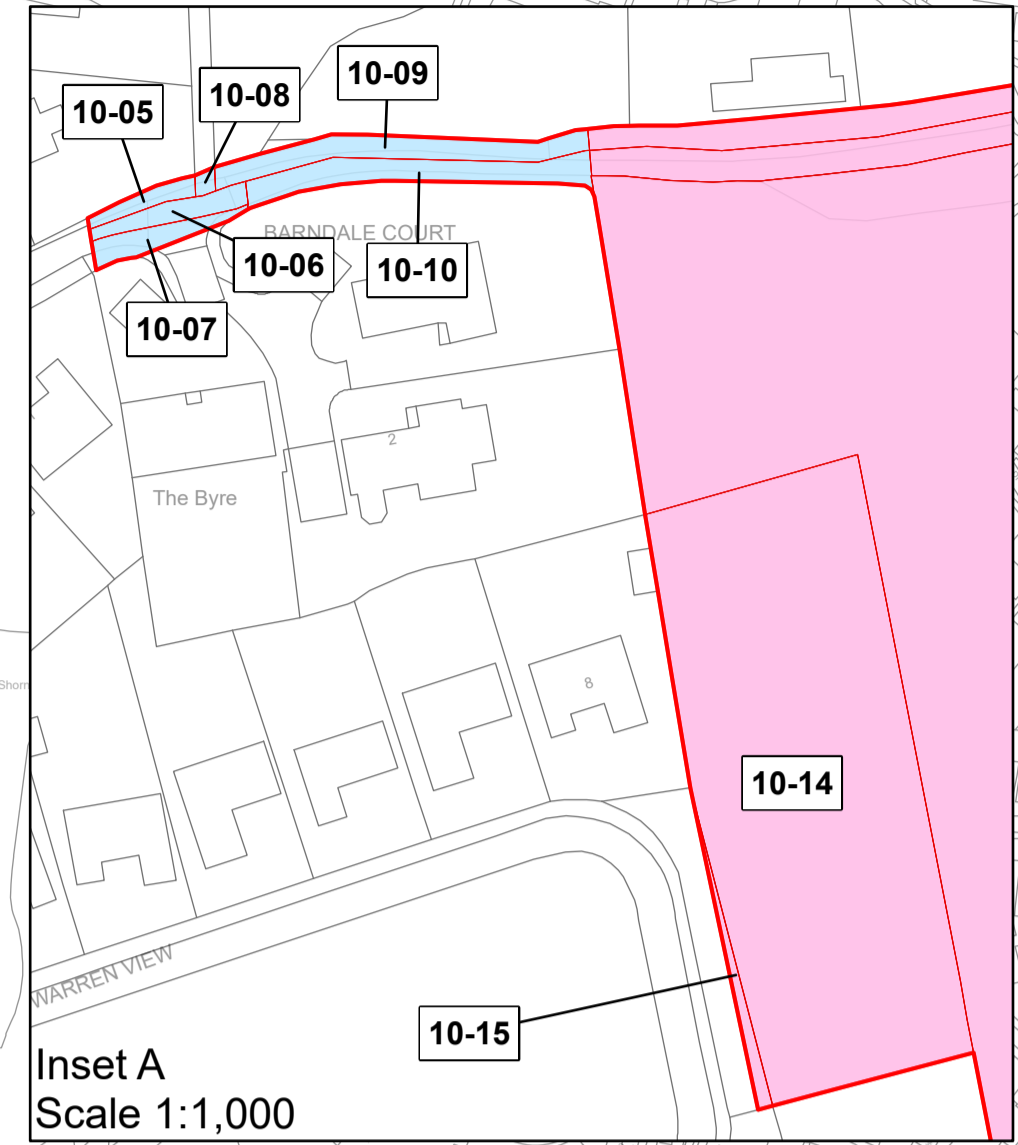 10-09
10-08
10-05
BARNDALE COURT
10-06
10-10
10-07
2
The Byre
Shorn
8
10-14
WARREN VIEW
10-15
Inset A
Scale 1:1,000